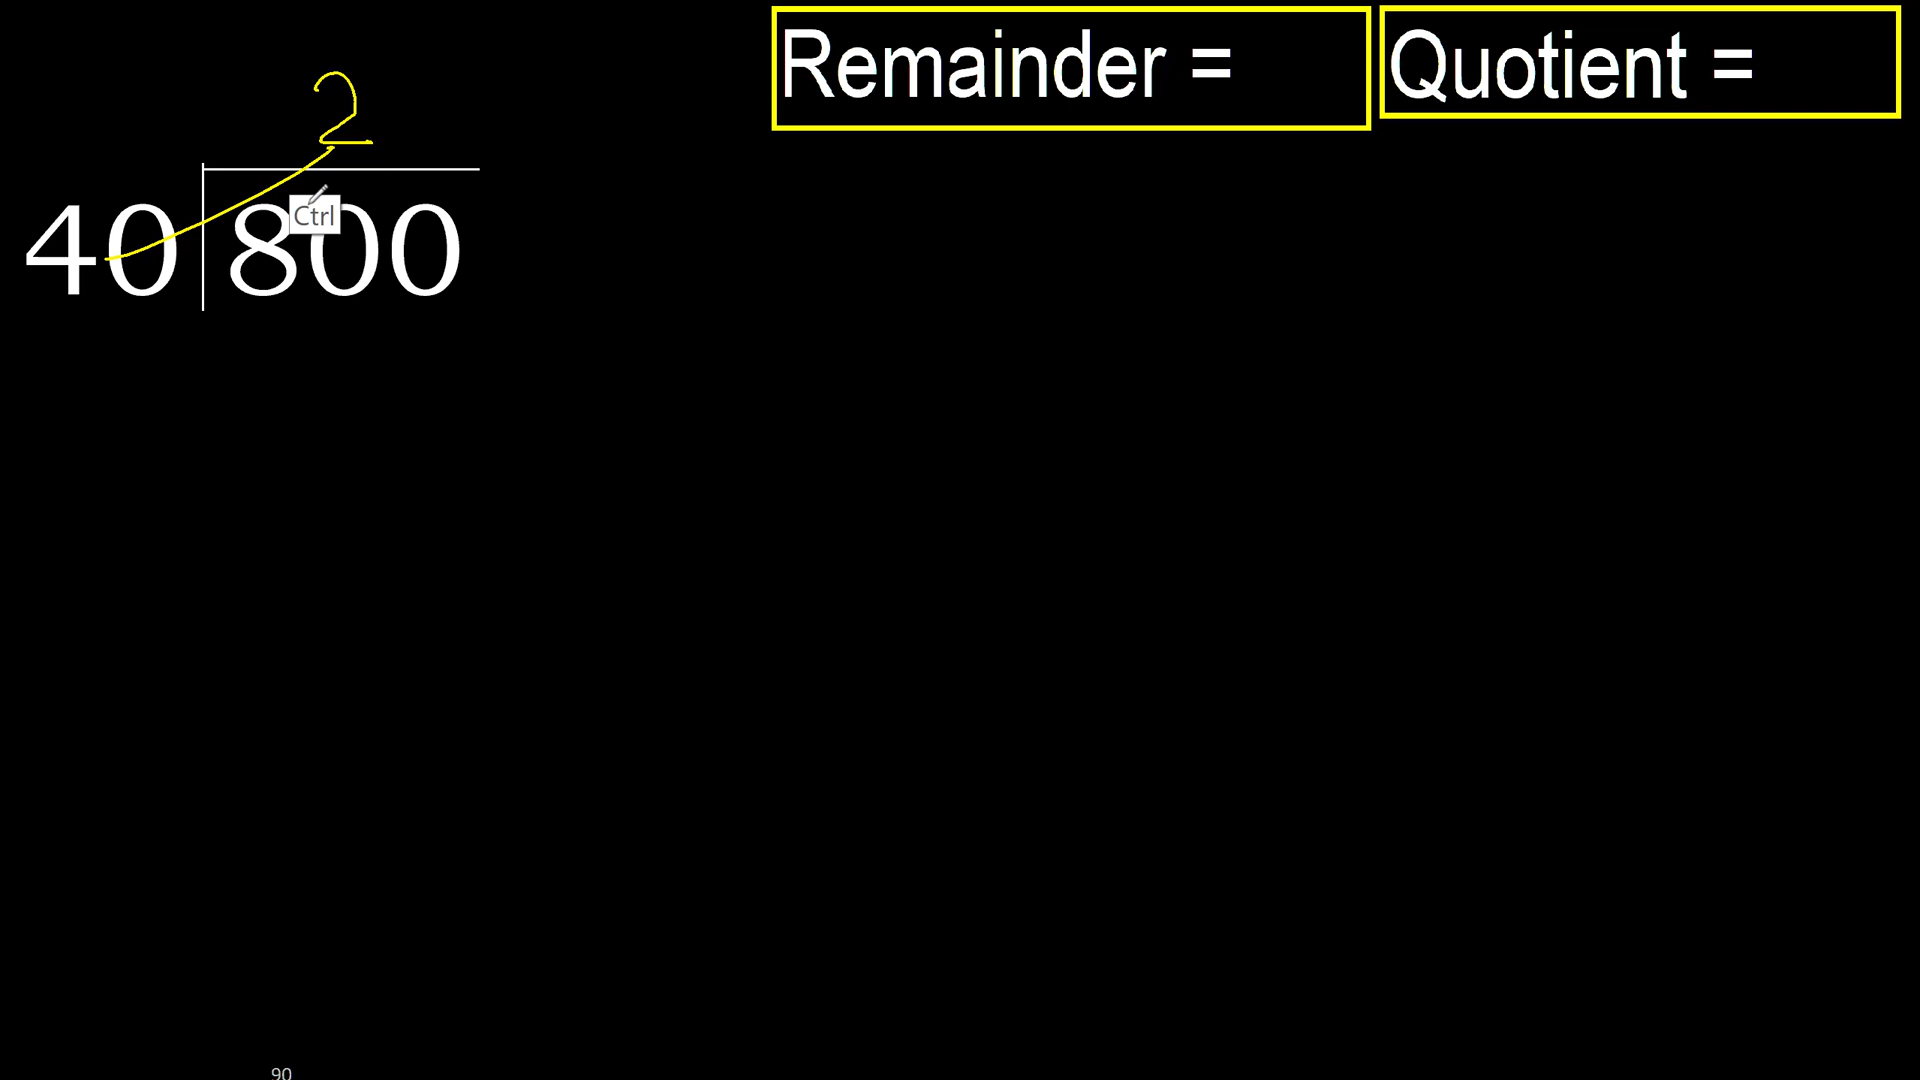 Remainder =
Quotient =
2
40 800
Ctrl
90